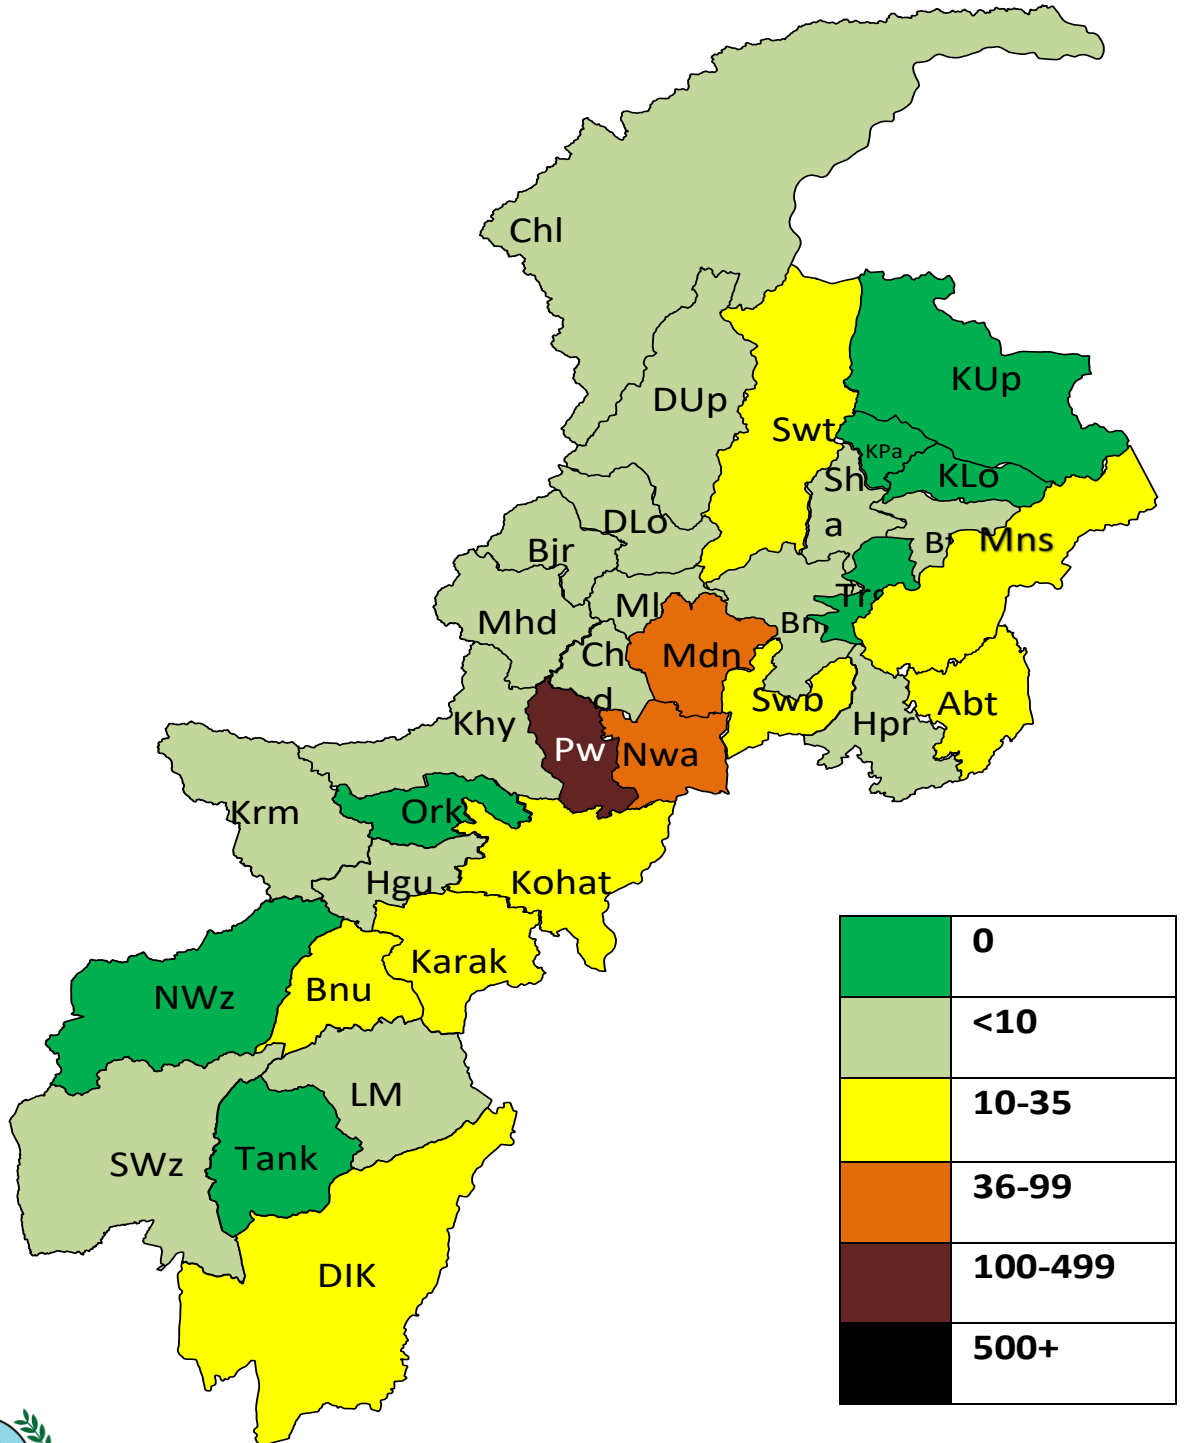 Chl
KUp
DUp
Swt
KPa
KLo
Sh
a
DLo
Mns
Bjr
Ml
Mhd
Ch
d
Mdn
Swb
Abt
Hpr
Khy
Pw
Nwa
Krm
Ork
Hgu
Kohat
Karak
NWz
Bnu
LM
SWz
Tank
DIK
0
<10
10-35
36-99
100-499
500+